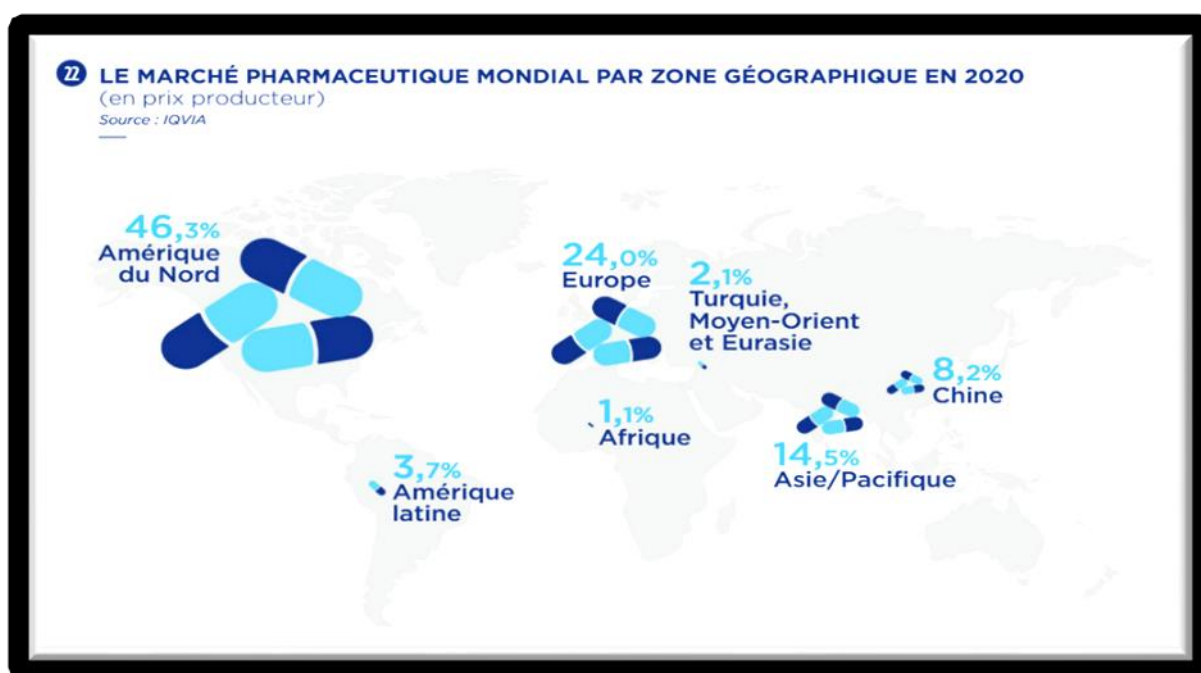 22 LE MARCHÉ PHARMACEUTIQUE MONDIAL PAR ZONE GÉOGRAPHIQUE EN 2020
(en prix producteur)
Source : IQVIA
46,3%
Amérique
du Nord
24,0%
Europe
2,1%
Turquie,
Moyen-Orient
et Eurasie
8,2%
Chine
1,1%
Afrique
14,5%
Asie/Pacifique
3,7%
Amérique
latine